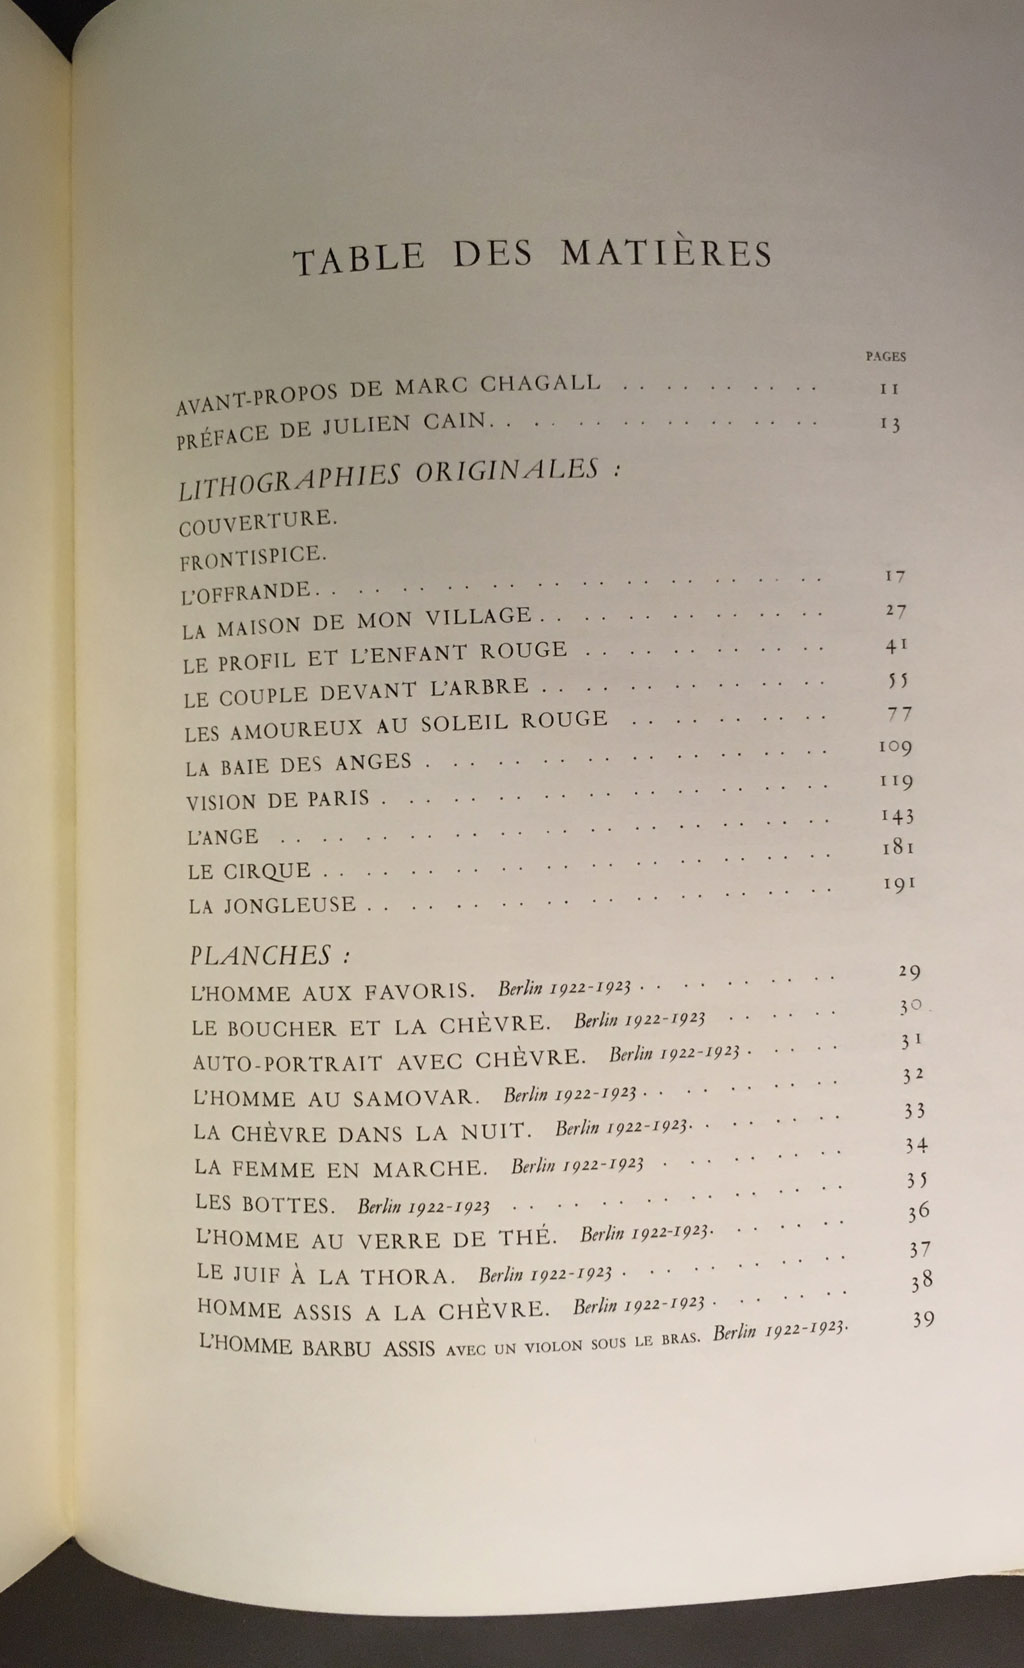 TABLE DES MATIÈRES
PAGES
AVANT-PROPOS DE MARC CHAGALL . . . . . . . . . 11
PRÉFACE DE JULIEN CAIN. . . . . . . . . . . . . . . 13
LITHOGRAPHIES ORIGINALES :
COUVERTURE.
FRONTISPICE.
L'OFFRANDE. . . . . . . . . . . . . . . . . . . . . . . 17
LA MAISON DE MON VILLAGE . . . . . . . . . . . . . 27
LE PROFIL ET L'ENFANT ROUGE . . . . . . . . . . . 41
LE COUPLE DEVANT L'ARBRE . . . . . . . . . . . . . 55
LES AMOUREUX AU SOLEIL ROUGE . . . . . . . . . 77
LA BAIE DES ANGES . . . . . . . . . . . . . . . . . . 109
VISION DE PARIS . . . . . . . . . . . . . . . . . . . . 119
L'ANGE . . . . . . . . . . . . . . . . . . . . . . . . . 143
LE CIRQUE . . . . . . . . . . . . . . . . . . . . . . . 181
LA JONGLEUSE . . . . . . . . . . . . . . . . . . . . . 191
PLANCHES :
L'HOMME AUX FAVORIS. Berlin 1922-1923 . . . . . . . . . 29
LE BOUCHER ET LA CHÈVRE. Berlin 1922-1923 . . . . . 30
AUTO-PORTRAIT AVEC CHÈVRE. Berlin 1922-1923 . . . . . 31
L'HOMME AU SAMOVAR. Berlin 1922-1923 . . . . . . . . . 32
LA CHÈVRE DANS LA NUIT. Berlin 1922-1923. . . . . . . 33
LA FEMME EN MARCHE. Berlin 1922-1923 . . . . . . . . 34
LES BOTTES. Berlin 1922-1923 . . . . . . . . . . . . . . 35
L'HOMME AU VERRE DE THÉ. Berlin 1922-1923. . . . . . 36
LE JUIF À LA THORA. Berlin 1922-1923 . . . . . . . . . 37
HOMME ASSIS A LA CHÈVRE. Berlin 1922-1923 . . . . . . 38
L'HOMME BARBU ASSIS AVEC UN VIOLON SOUS LE BRAS. Berlin 1922-1923. 39